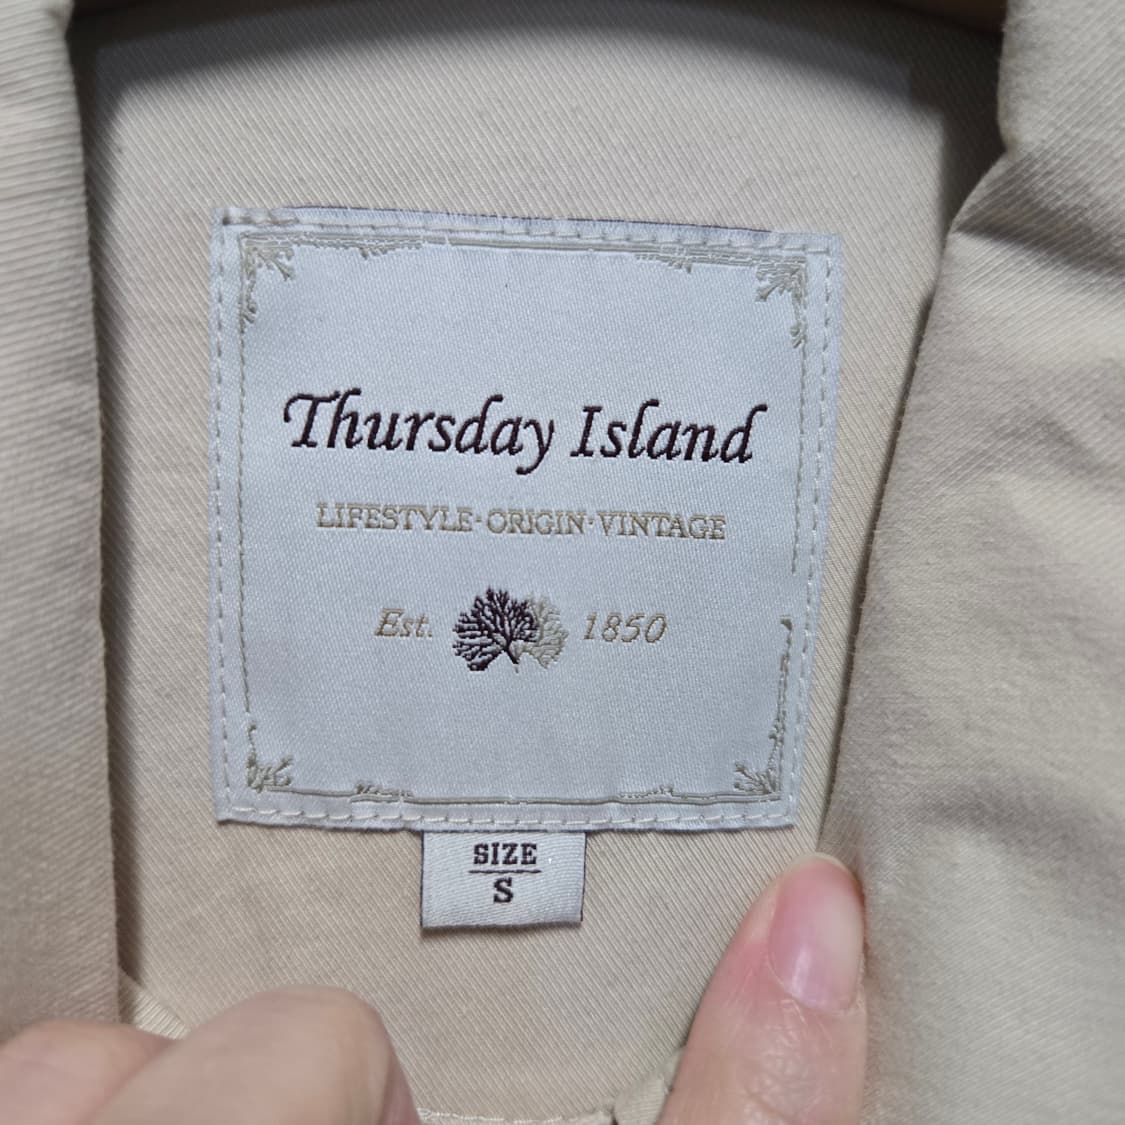 Thursday Island
LIFESTYLE·ORIGIN·VINTAGE
Est. 1850
SIZE
S